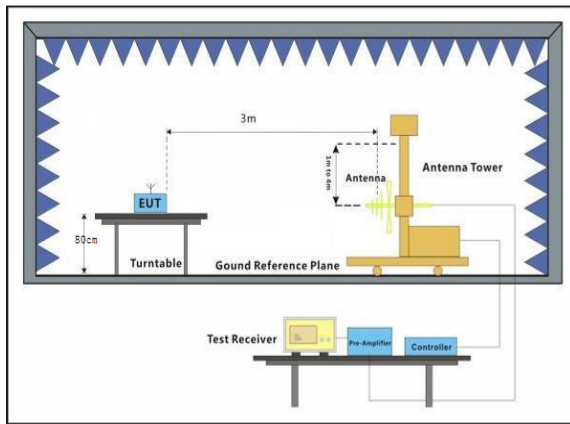 3m
1m to 4m
Antenna
Antenna Tower
EUT
80cm
Turntable
Gound Reference Plane
Test Receiver
Pre-Amplifier
Controller